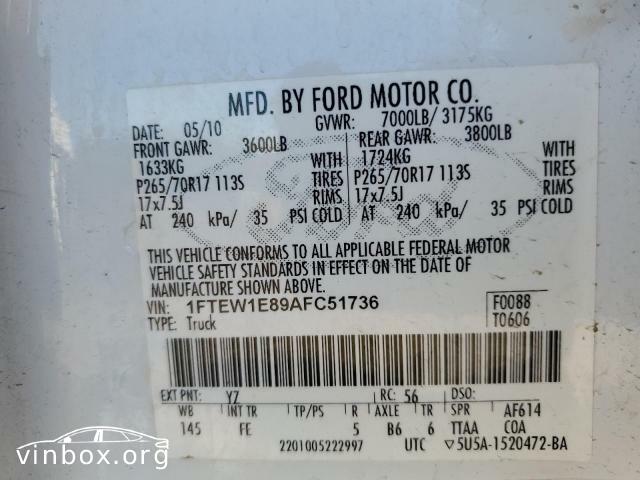 MFD. BY FORD MOTOR CO.
DATE: 05/10 GVWR: 7000LB/ 3175KG
FRONT GAWR: 3600LB REAR GAWR: 3800LB
1633KG WITH 1724KG WITH
P265/70R17 113S TIRES P265/70R17 113S TIRES
17x7.5J RIMS 17x7.5J RIMS
AT 240 kPa/ 35 PSI COLD AT 240 kPa/ 35 PSI COLD
THIS VEHICLE CONFORMS TO ALL APPLICABLE FEDERAL MOTOR
VEHICLE SAFETY STANDARDS IN EFFECT ON THE DATE OF
MANUFACTURE SHOWN ABOVE.
VIN: 1FTEW1E89AFC51736 F0088
TYPE: Truck T0606
EXT PNT: YZ RC: 56 DSO:
WB INT TR TP/PS R AXLE TR SPR AF614
145 FE 5 B6 6 TTAA COA
2201005222997 UTC ▽5U5A-1520472-BA
Ford
vinbox.org